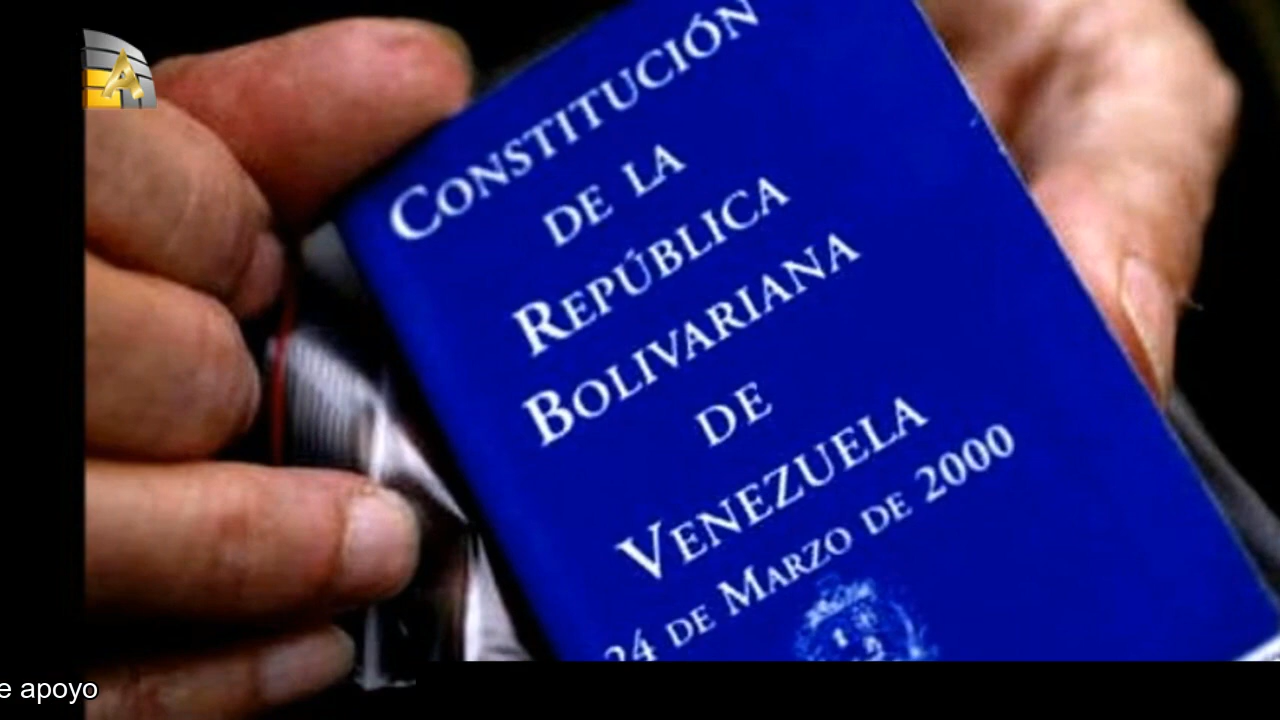 A
CONSTITUCIÓN
DE LA
REPÚBLICA
BOLIVARIANA
DE
VENEZUELA
24 DE MARZO DE 2000
e apoyo